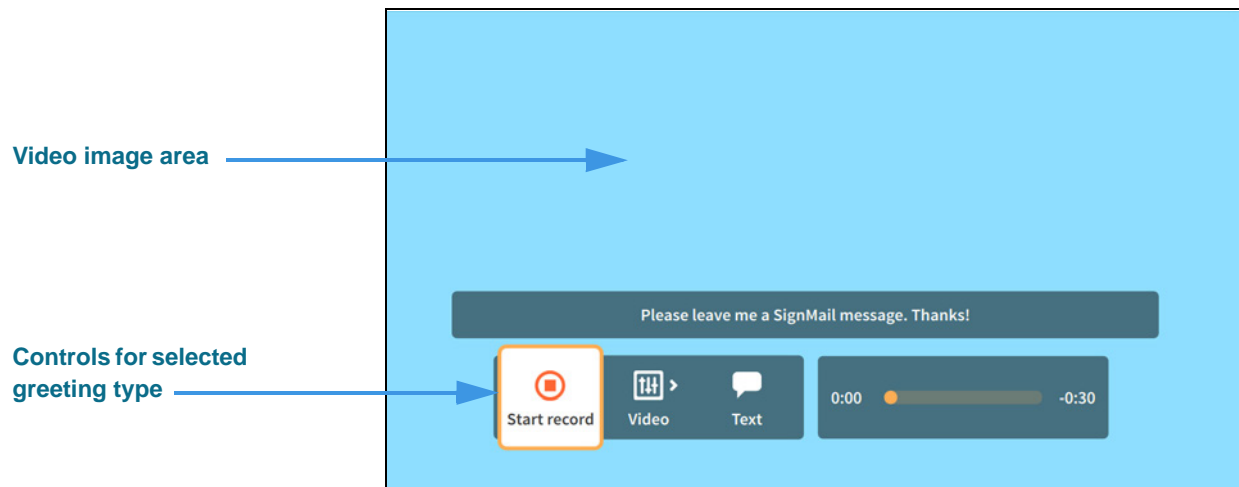 Video image area
Please leave me a SignMail message. Thanks!
Controls for selected
greeting type
Start record
Video
Text
0:00
-0:30